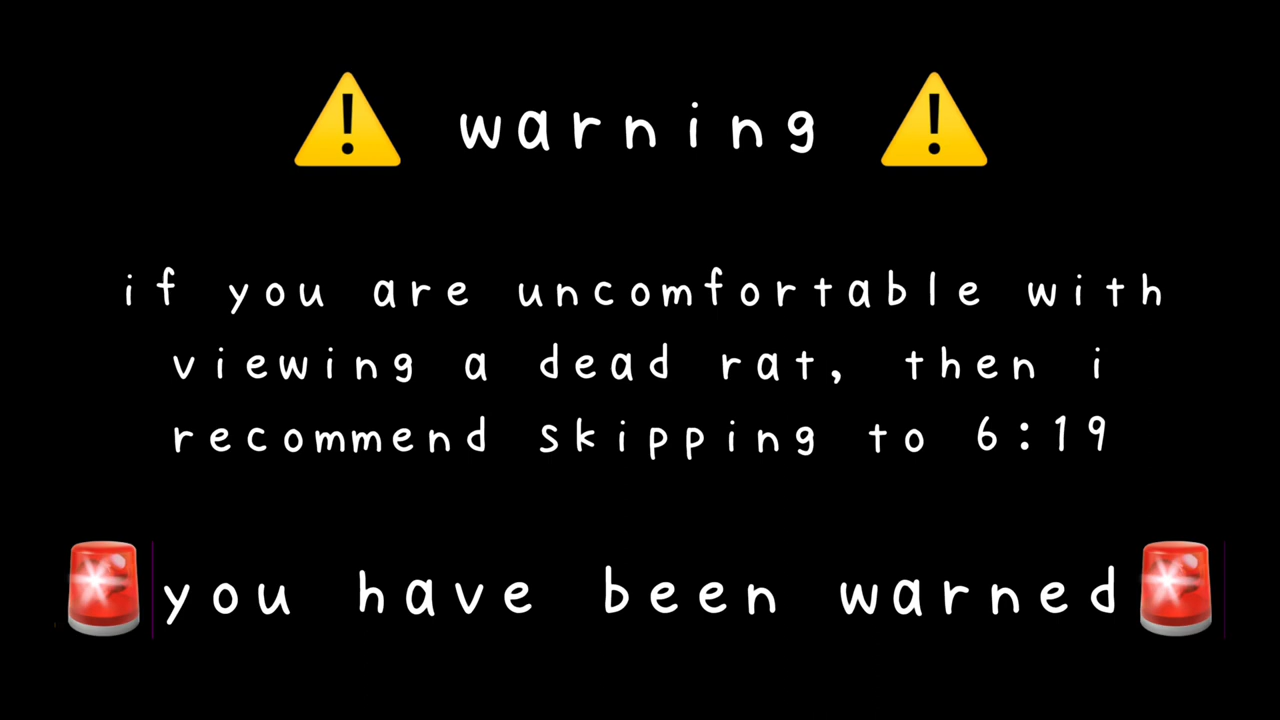 ⚠️ warning ⚠️
if you are uncomfortable with
viewing a dead rat, then i
recommend skipping to 6:19
🚨you have been warned🚨